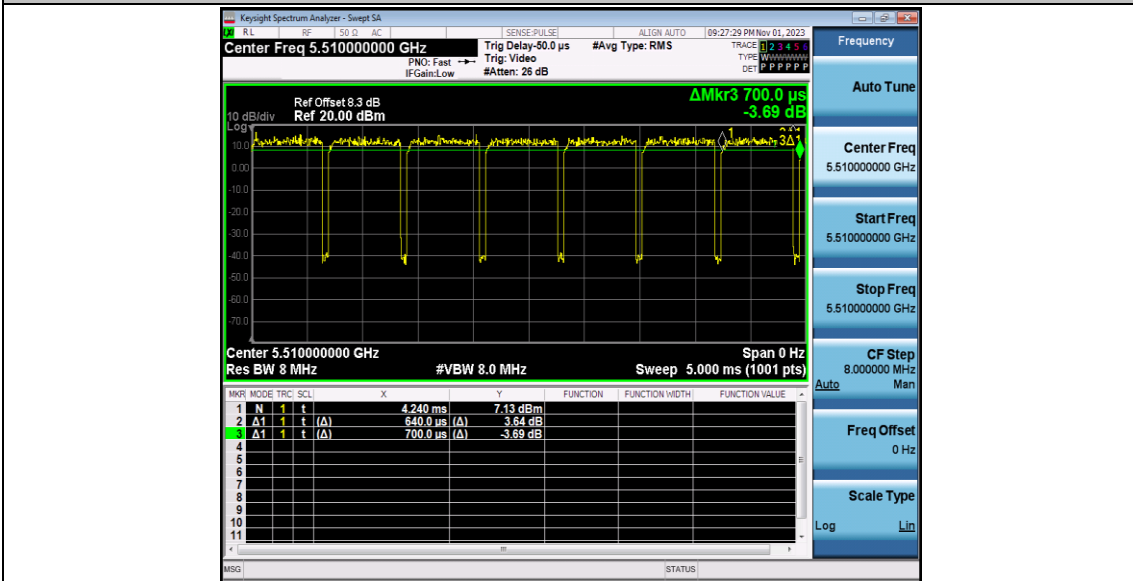 Keysight Spectrum Analyzer - Swept SA
RL RF 50 Ω AC SENSE:PULSE ALIGN AUTO 09:27:29 PM Nov 01, 2023
Center Freq 5.510000000 GHz Trig Delay-50.0 µs #Avg Type: RMS TRACE 1 2 3 4 5 6
PNO: Fast Trig: Video TYPE WWWWWW
IFGain:Low #Atten: 26 dB DET P P P P P P
ΔMkr3 700.0 µs
-3.69 dB
Ref Offset 8.3 dB
10 dB/div Ref 20.00 dBm
Log
1
3Δ1
10.0
0.00
-10.0
-20.0
-30.0
-40.0
-50.0
-60.0
-70.0
Center 5.510000000 GHz Span 0 Hz
Res BW 8 MHz #VBW 8.0 MHz Sweep 5.000 ms (1001 pts)
MKR MODE TRC SCL X Y FUNCTION FUNCTION WIDTH FUNCTION VALUE
1 N 1 t 4.240 ms 7.13 dBm
2 Δ1 1 t (Δ) 640.0 µs (Δ) 3.64 dB
3 Δ1 1 t (Δ) 700.0 µs (Δ) -3.69 dB
4
5
6
7
8
9
10
11
MSG STATUS
Frequency
Auto Tune
Center Freq
5.510000000 GHz
Start Freq
5.510000000 GHz
Stop Freq
5.510000000 GHz
CF Step
8.000000 MHz
Auto Man
Freq Offset
0 Hz
Scale Type
Log Lin